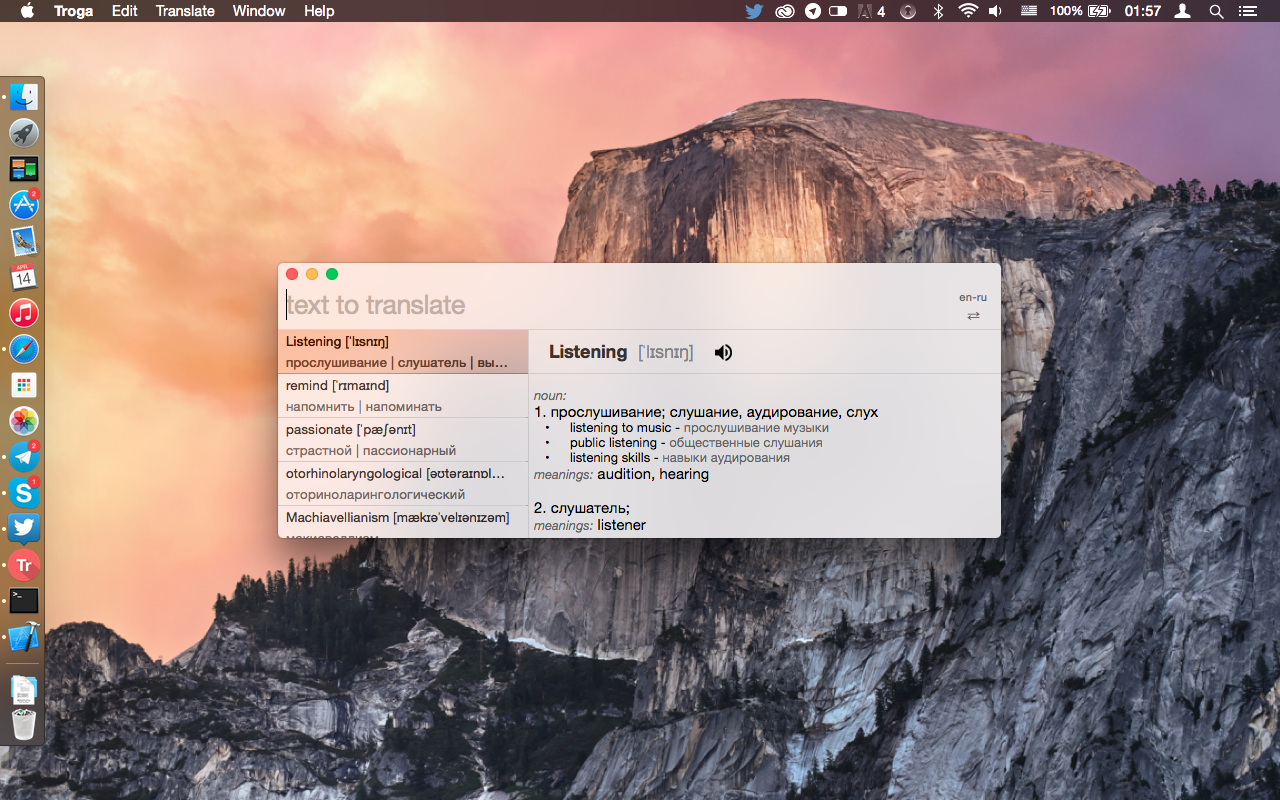 Troga Edit Translate Window Help
4 100% 01:57
2
APR
14
2
S 1
Tr
>_
text to translate
en-ru
Listening [ˈlɪsnɪŋ]
прослушивание | слушатель | вы...
remind [ˈrɪmaɪnd]
напомнить | напоминать
passionate [ˈpæʃənɪt]
страстной | пассионарный
otorhinolaryngological [əʊtəraɪnɒl...
оториноларингологический
Machiavellianism [mækɪəˈvelɪənɪzəm]
макиавеллизм
Listening [ˈlɪsnɪŋ]
noun:
1. прослушивание; слушание, аудирование, слух
• listening to music - прослушивание музыки
• public listening - общественные слушания
• listening skills - навыки аудирования
meanings: audition, hearing
2. слушатель;
meanings: listener